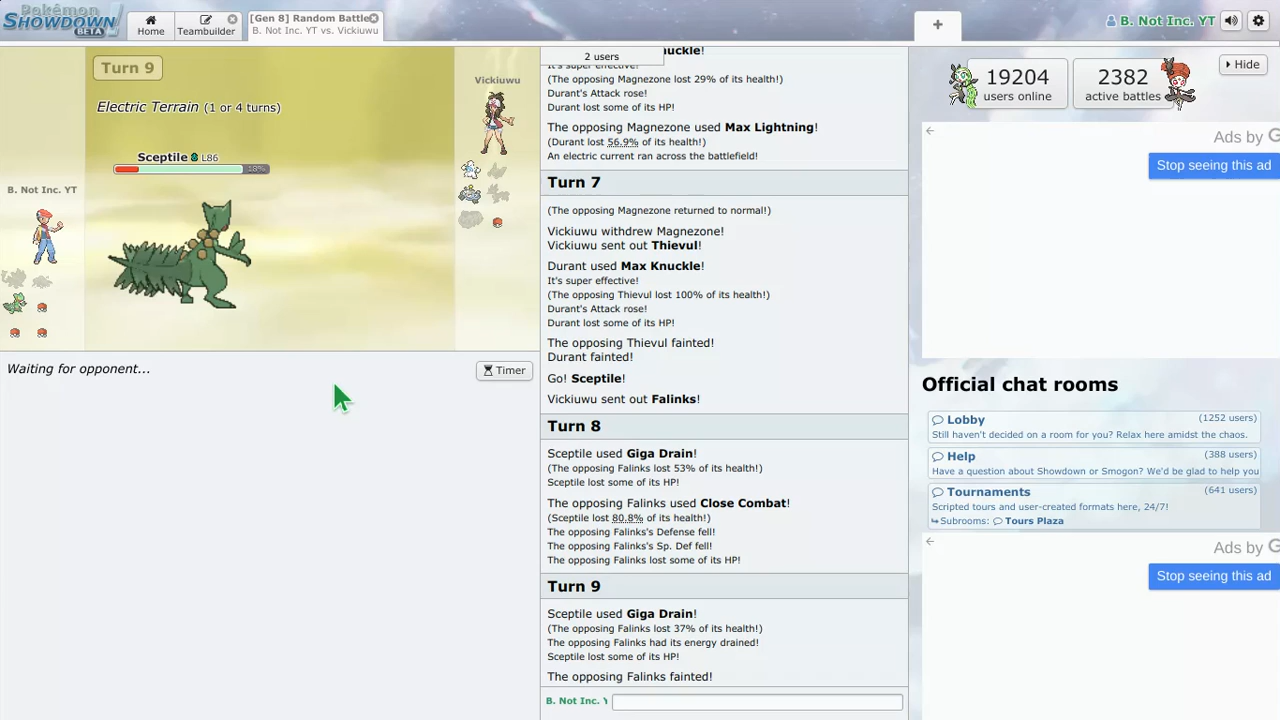 Pokémon
SHOWDOWN!
BETA
Home
Teambuilder
[Gen 8] Random Battle
B. Not Inc. YT vs. Vickiuwu
+
B. Not Inc. YT
Turn 9
Electric Terrain (1 or 4 turns)
Vickiuwu
Sceptile L86
18%
B. Not Inc. YT
Waiting for opponent...
Timer
2 users
nuckle!
It's super effective!
(The opposing Magnezone lost 29% of its health!)
Durant's Attack rose!
Durant lost some of its HP!
The opposing Magnezone used Max Lightning!
(Durant lost 56.9% of its health!)
An electric current ran across the battlefield!
Turn 7
(The opposing Magnezone returned to normal!)
Vickiuwu withdrew Magnezone!
Vickiuwu sent out Thievul!
Durant used Max Knuckle!
It's super effective!
(The opposing Thievul lost 100% of its health!)
Durant's Attack rose!
Durant lost some of its HP!
The opposing Thievul fainted!
Durant fainted!
Go! Sceptile!
Vickiuwu sent out Falinks!
Turn 8
Sceptile used Giga Drain!
(The opposing Falinks lost 53% of its health!)
Sceptile lost some of its HP!
The opposing Falinks used Close Combat!
(Sceptile lost 80.8% of its health!)
The opposing Falinks's Defense fell!
The opposing Falinks's Sp. Def fell!
The opposing Falinks lost some of its HP!
Turn 9
Sceptile used Giga Drain!
(The opposing Falinks lost 37% of its health!)
The opposing Falinks had its energy drained!
Sceptile lost some of its HP!
The opposing Falinks fainted!
B. Not Inc. Y
19204
users online
2382
active battles
Hide
Ads by G
Stop seeing this ad
Official chat rooms
Lobby (1252 users)
Still haven't decided on a room for you? Relax here amidst the chaos.
Help (388 users)
Have a question about Showdown or Smogon? We'd be glad to help you
Tournaments (641 users)
Scripted tours and user-created formats here, 24/7!
Subrooms: Tours Plaza
Ads by G
Stop seeing this ad